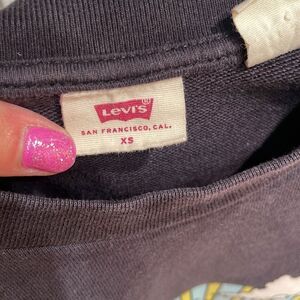 Levi's
SAN FRANCISCO, CAL.
XS